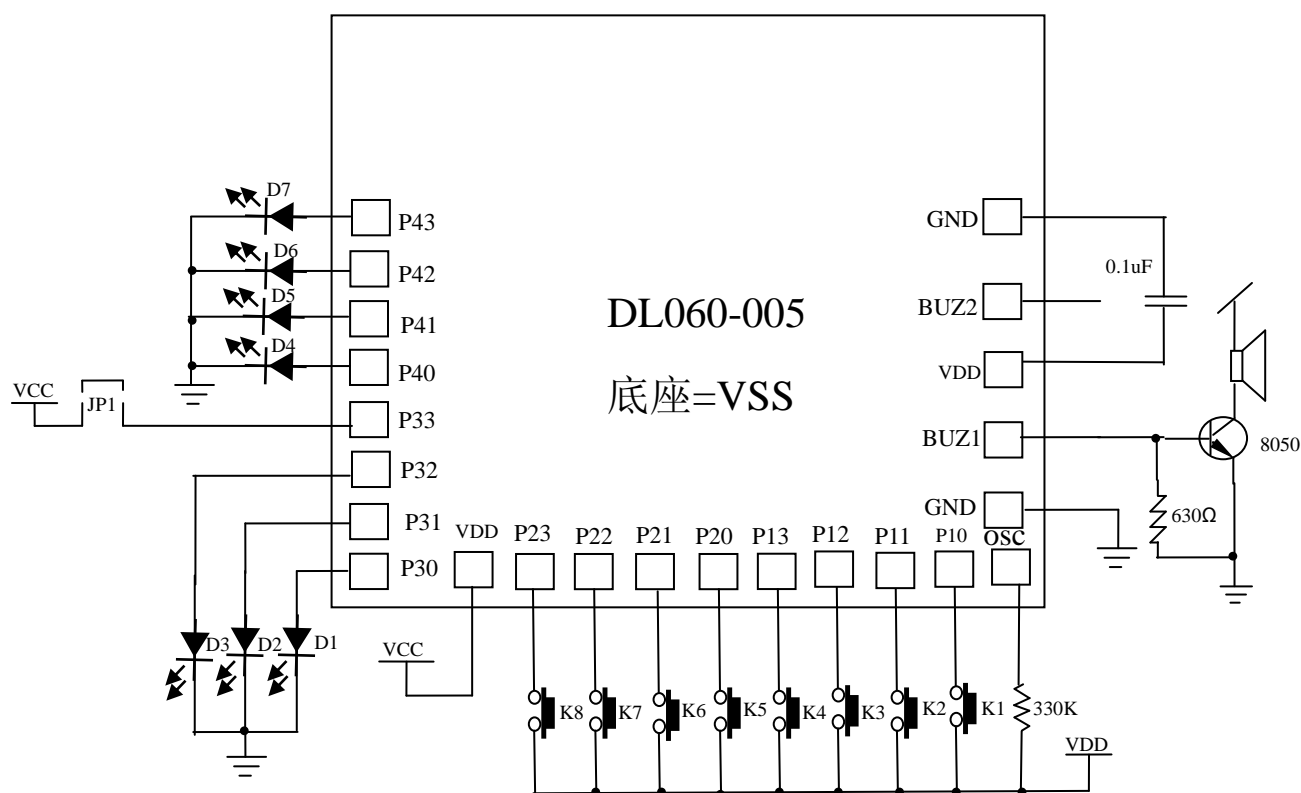 D7
P43
GND
D6
P42
0.1uF
D5
P41
DL060-005
BUZ2
D4
P40
VDD
VCC
JP1
P33
底座=VSS
BUZ1
8050
P32
GND
630Ω
P31
VDD
P23
P22
P21
P20
P13
P12
P11
P10
OSC
P30
D3
D2
D1
VCC
K8
K7
K6
K5
K4
K3
K2
K1
330K
VDD